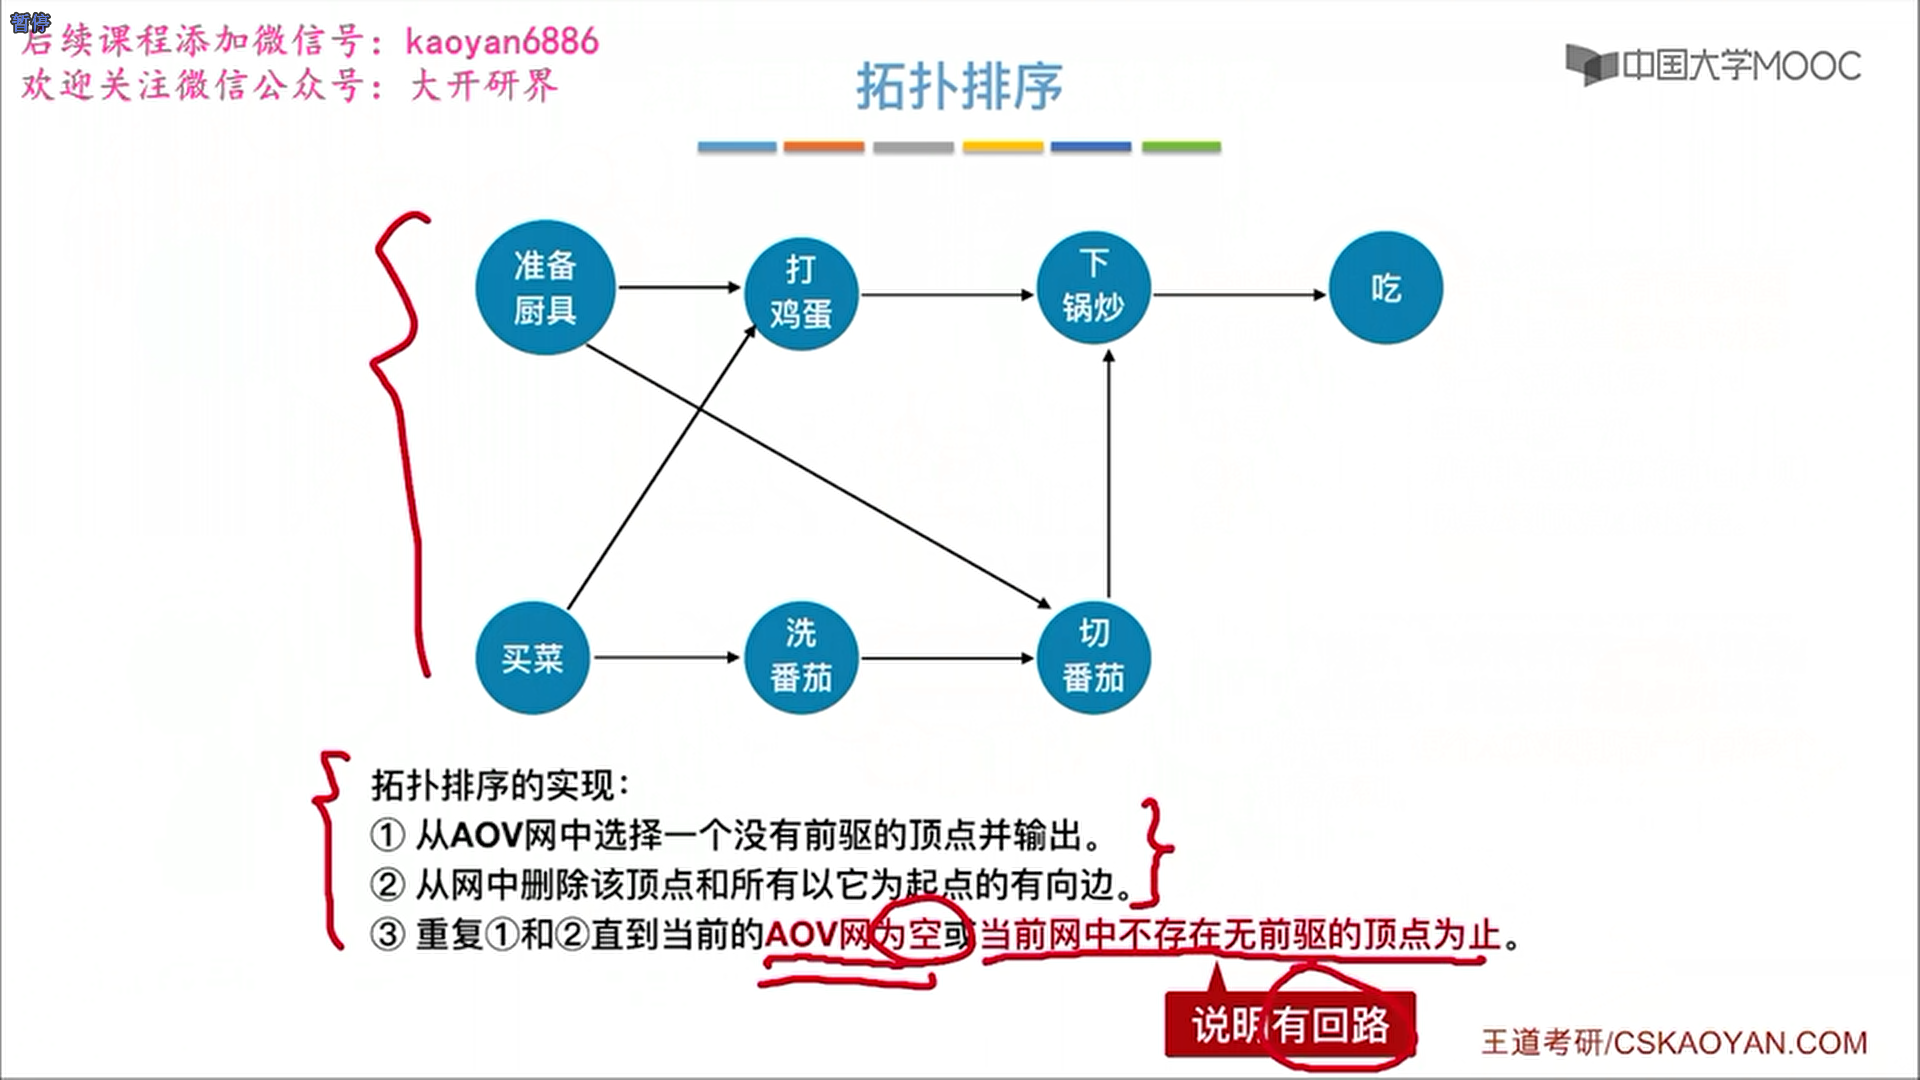 暂停
后续课程添加微信号：kaoyan6886
欢迎关注微信公众号：大开研界
中国大学MOOC
拓扑排序
准备
厨具
打
鸡蛋
下
锅炒
吃
买菜
洗
番茄
切
番茄
拓扑排序的实现：
① 从AOV网中选择一个没有前驱的顶点并输出。
② 从网中删除该顶点和所有以它为起点的有向边。
③ 重复①和②直到当前的AOV网为空或当前网中不存在无前驱的顶点为止。
说明有回路
王道考研/CSKAOYAN.COM